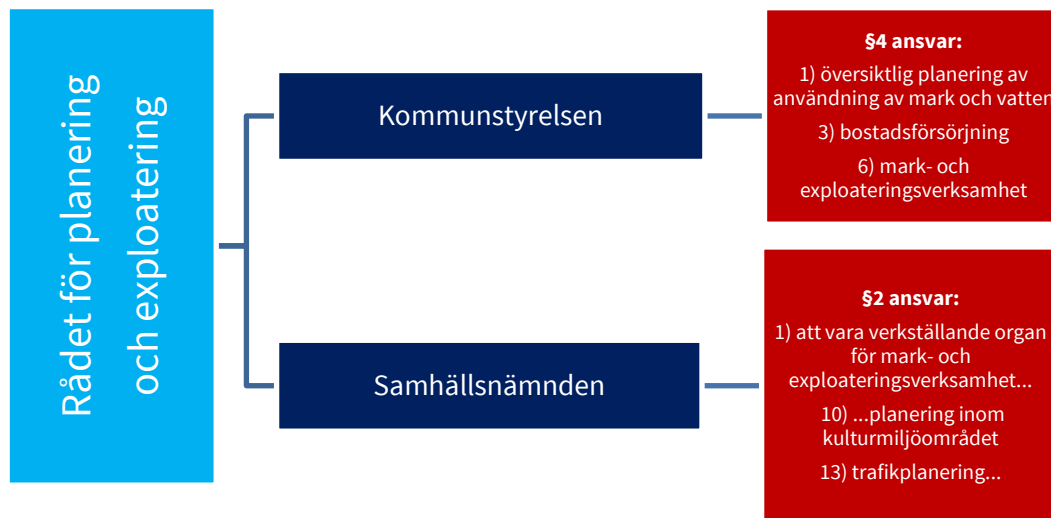 Rådet för planering
och exploatering
Kommunstyrelsen
§4 ansvar:
1) översiktlig planering av
användning av mark och vatten
3) bostadsförsörjning
6) mark- och
exploateringsverksamhet
Samhällsnämnden
§2 ansvar:
1) att vara verkställande organ
för mark- och
exploateringsverksamhet...
10) ...planering inom
kulturmiljöområdet
13) trafikplanering...